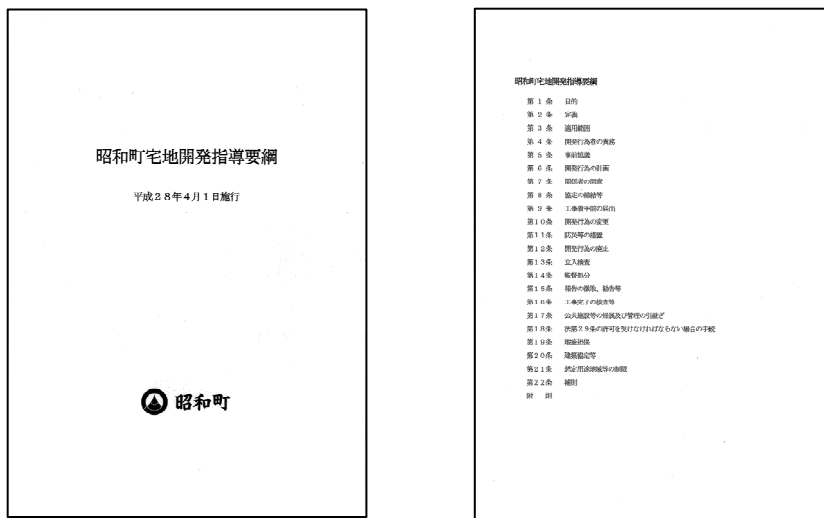 昭和町宅地開発指導要綱
平成28年4月1日施行
昭和町
昭和町宅地開発指導要綱
第1条 目的
第2条 定義
第3条 適用範囲
第4条 開発行為者の責務
第5条 事前協議
第6条 開発行為の計画
第7条 関係者の同意
第8条 協定の締結等
第9条 工事着手前の届出
第10条 開発行為の変更
第11条 防災等の措置
第12条 開発行為の廃止
第13条 立入検査
第14条 監督処分
第15条 報告の徴取、勧告等
第16条 工事完了の検査等
第17条 公共施設等の帰属及び管理の引継ぎ
第18条 法第29条の許可を受けなければならない場合の手続
第19条 瑕疵担保
第20条 建築協定等
第21条 特定用途地域等の制限
第22条 補則
附 則